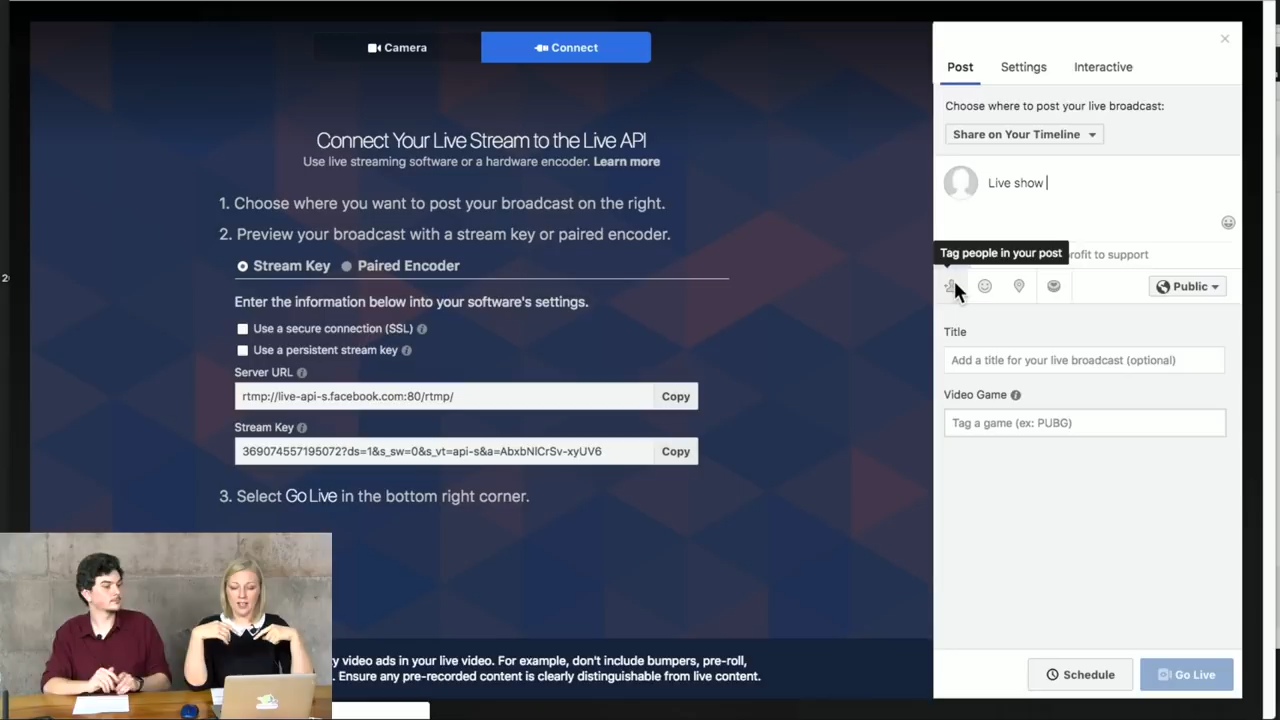 Camera
Connect
Connect Your Live Stream to the Live API
Use live streaming software or a hardware encoder. Learn more
1. Choose where you want to post your broadcast on the right.
2. Preview your broadcast with a stream key or paired encoder.
Stream Key
Paired Encoder
Enter the information below into your software's settings.
Use a secure connection (SSL)
Use a persistent stream key
Server URL
rtmp://live-api-s.facebook.com:80/rtmp/
Copy
Stream Key
369074557195072?ds=1&s_sw=0&s_vt=api-s&a=AbxbNICrSv-xyUV6
Copy
3. Select Go Live in the bottom right corner.
y video ads in your live video. For example, don't include bumpers, pre-roll,
. Ensure any pre-recorded content is clearly distinguishable from live content.
Post
Settings
Interactive
Choose where to post your live broadcast:
Share on Your Timeline
Live show
Tag people in your post
rofit to support
Public
Title
Add a title for your live broadcast (optional)
Video Game
Tag a game (ex: PUBG)
Schedule
Go Live